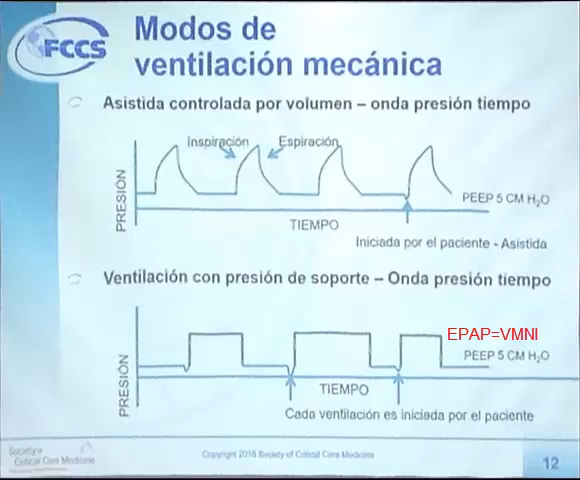 FCCS
Modos de
ventilación mecánica
Asistida controlada por volumen – onda presión tiempo
Inspiración
Espiración
PRESIÓN
PEEP 5 CM H₂O
TIEMPO
Iniciada por el paciente - Asistida
Ventilación con presión de soporte – Onda presión tiempo
EPAP=VMNI
PEEP 5 CM H₂O
PRESIÓN
TIEMPO
Cada ventilación es iniciada por el paciente
Society of
Critical Care Medicine
Copyright 2016 Society of Critical Care Medicine
12